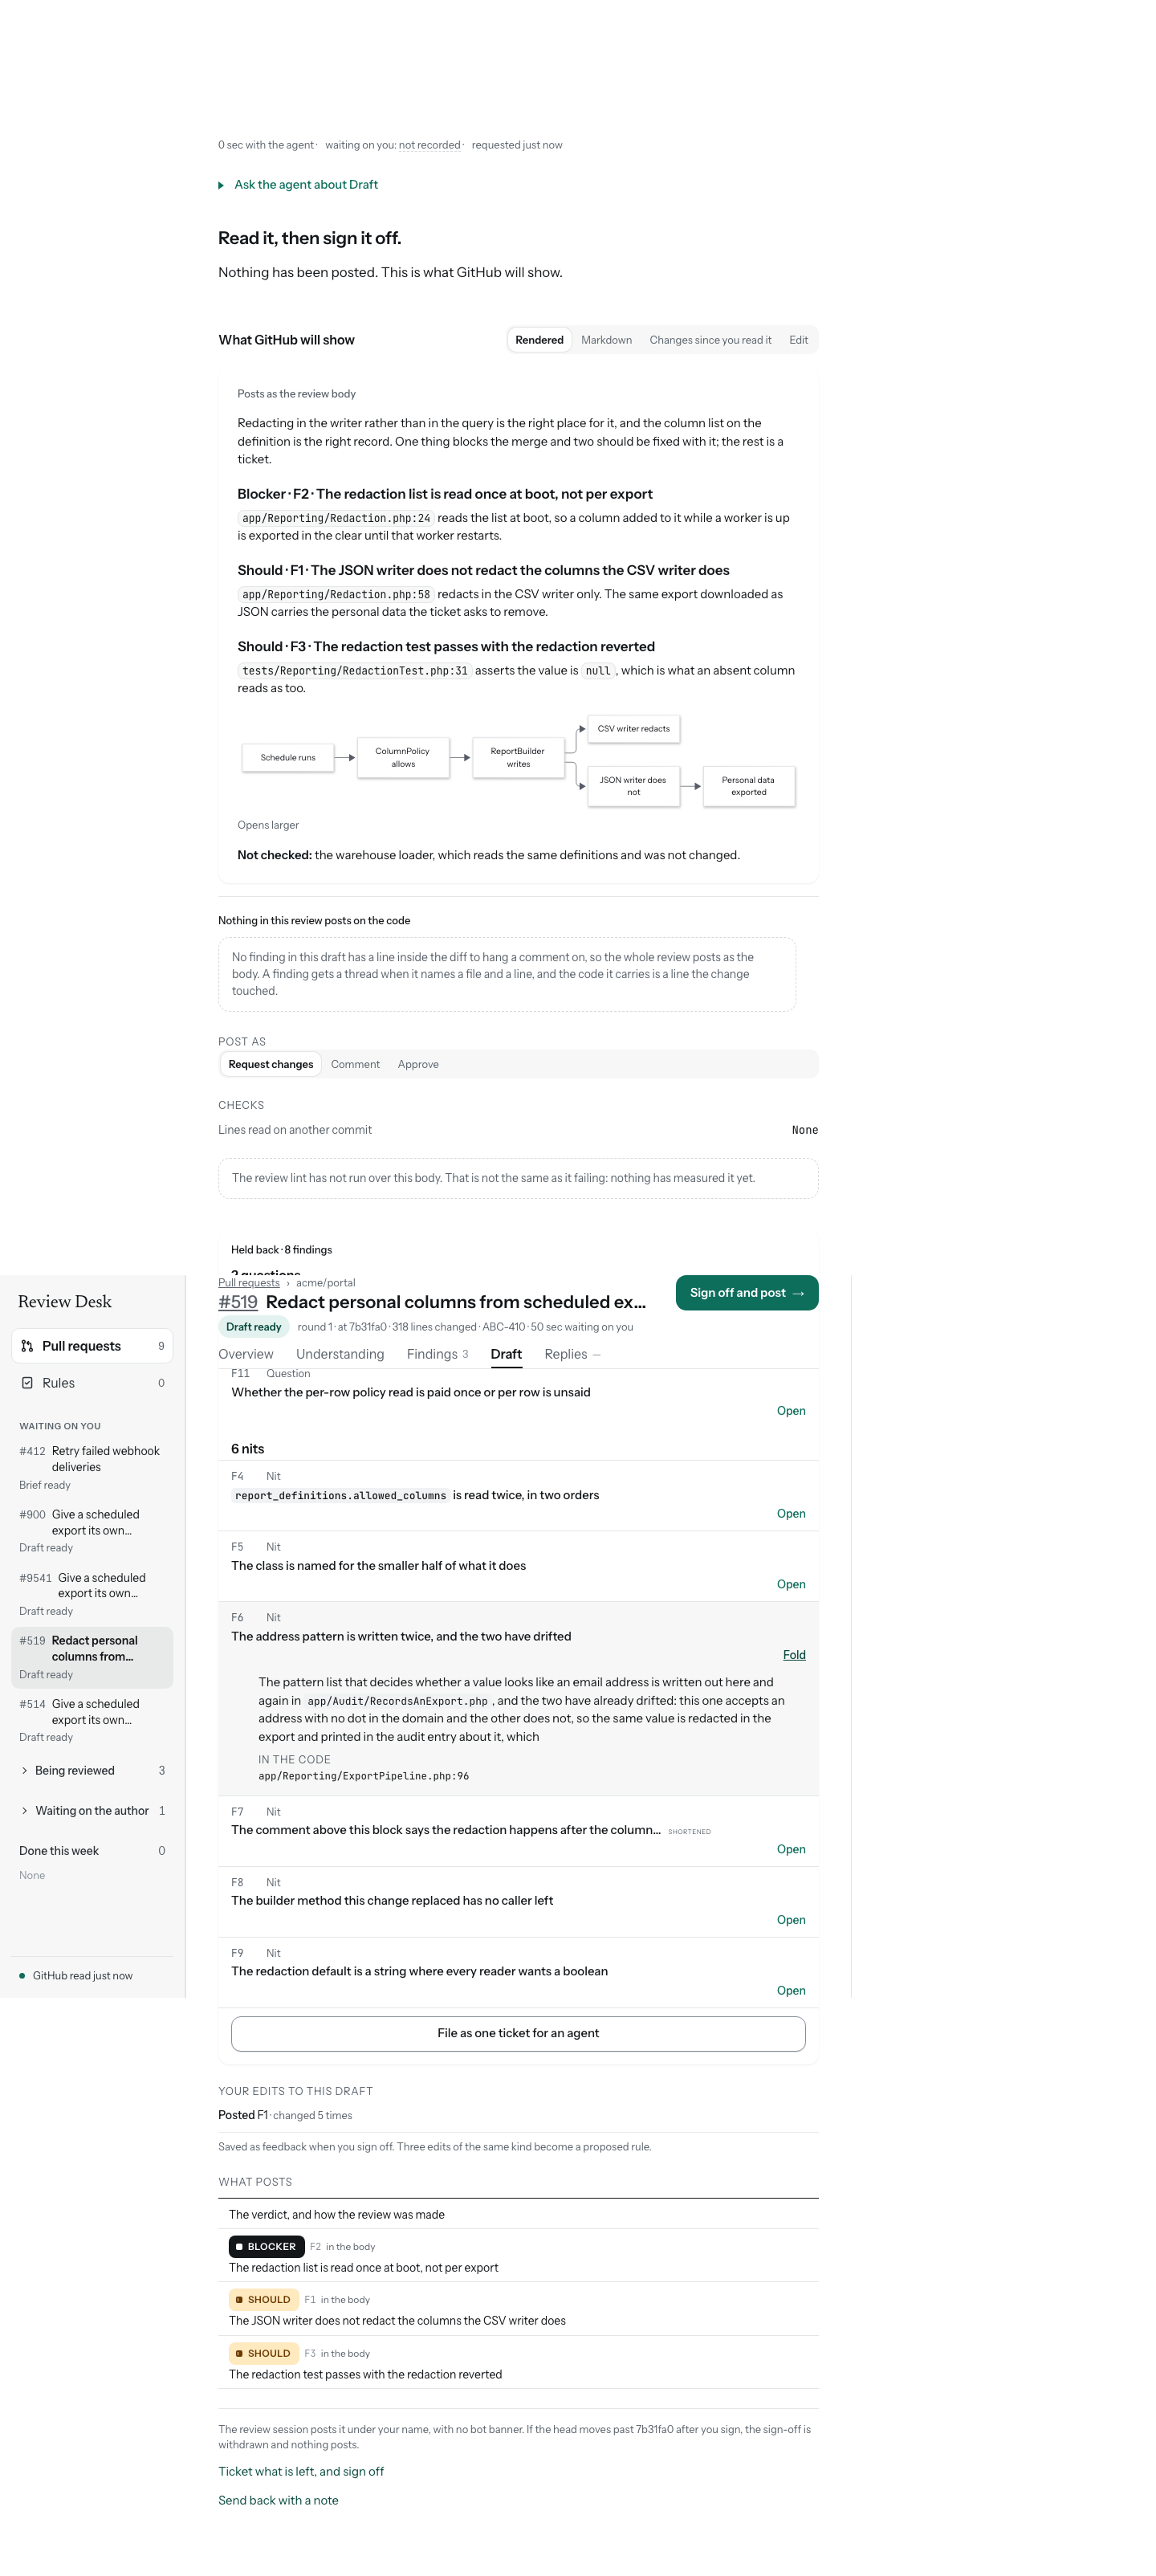 0 sec with the agent · waiting on you: not recorded · requested just now
Ask the agent about Draft
Read it, then sign it off.
Nothing has been posted. This is what GitHub will show.
What GitHub will show
Rendered Markdown Changes since you read it Edit
Posts as the review body
Redacting in the writer rather than in the query is the right place for it, and the column list on the
definition is the right record. One thing blocks the merge and two should be fixed with it; the rest is a
ticket.
Blocker · F2 · The redaction list is read once at boot, not per export
app/Reporting/Redaction.php:24 reads the list at boot, so a column added to it while a worker is up
is exported in the clear until that worker restarts.
Should · F1 · The JSON writer does not redact the columns the CSV writer does
app/Reporting/Redaction.php:58 redacts in the CSV writer only. The same export downloaded as
JSON carries the personal data the ticket asks to remove.
Should · F3 · The redaction test passes with the redaction reverted
tests/Reporting/RedactionTest.php:31 asserts the value is null, which is what an absent column
reads as too.
Schedule runs
ColumnPolicy
allows
ReportBuilder
writes
CSV writer redacts
JSON writer does
not
Personal data
exported
Opens larger
Not checked: the warehouse loader, which reads the same definitions and was not changed.
Nothing in this review posts on the code
No finding in this draft has a line inside the diff to hang a comment on, so the whole review posts as the
body. A finding gets a thread when it names a file and a line, and the code it carries is a line the change
touched.
POST AS
Request changes Comment Approve
CHECKS
Lines read on another commit None
The review lint has not run over this body. That is not the same as it failing: nothing has measured it yet.
Held back · 8 findings
2 questions
Review Desk
Pull requests 9
Rules 0
WAITING ON YOU
#412 Retry failed webhook
deliveries
Brief ready
#900 Give a scheduled
export its own...
Draft ready
#9541 Give a scheduled
export its own...
Draft ready
#519 Redact personal
columns from...
Draft ready
#514 Give a scheduled
export its own...
Draft ready
Being reviewed 3
Waiting on the author 1
Done this week 0
None
GitHub read just now
Pull requests › acme/portal
#519 Redact personal columns from scheduled ex...
Sign off and post →
Draft ready round 1 · at 7b31fa0 · 318 lines changed · ABC-410 · 50 sec waiting on you
Overview Understanding Findings 3 Draft Replies —
F11 Question
Whether the per-row policy read is paid once or per row is unsaid
Open
6 nits
F4 Nit
report_definitions.allowed_columns is read twice, in two orders
Open
F5 Nit
The class is named for the smaller half of what it does
Open
F6 Nit
The address pattern is written twice, and the two have drifted
Fold
The pattern list that decides whether a value looks like an email address is written out here and
again in app/Audit/RecordsAnExport.php, and the two have already drifted: this one accepts an
address with no dot in the domain and the other does not, so the same value is redacted in the
export and printed in the audit entry about it, which
IN THE CODE
app/Reporting/ExportPipeline.php:96
F7 Nit
The comment above this block says the redaction happens after the column... SHORTENED
Open
F8 Nit
The builder method this change replaced has no caller left
Open
F9 Nit
The redaction default is a string where every reader wants a boolean
Open
File as one ticket for an agent
YOUR EDITS TO THIS DRAFT
Posted F1 · changed 5 times
Saved as feedback when you sign off. Three edits of the same kind become a proposed rule.
WHAT POSTS
The verdict, and how the review was made
BLOCKER F2 in the body
The redaction list is read once at boot, not per export
SHOULD F1 in the body
The JSON writer does not redact the columns the CSV writer does
SHOULD F3 in the body
The redaction test passes with the redaction reverted
The review session posts it under your name, with no bot banner. If the head moves past 7b31fa0 after you sign, the sign-off is
withdrawn and nothing posts.
Ticket what is left, and sign off
Send back with a note